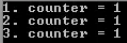 1. counter = 1
2. counter = 1
3. counter = 1